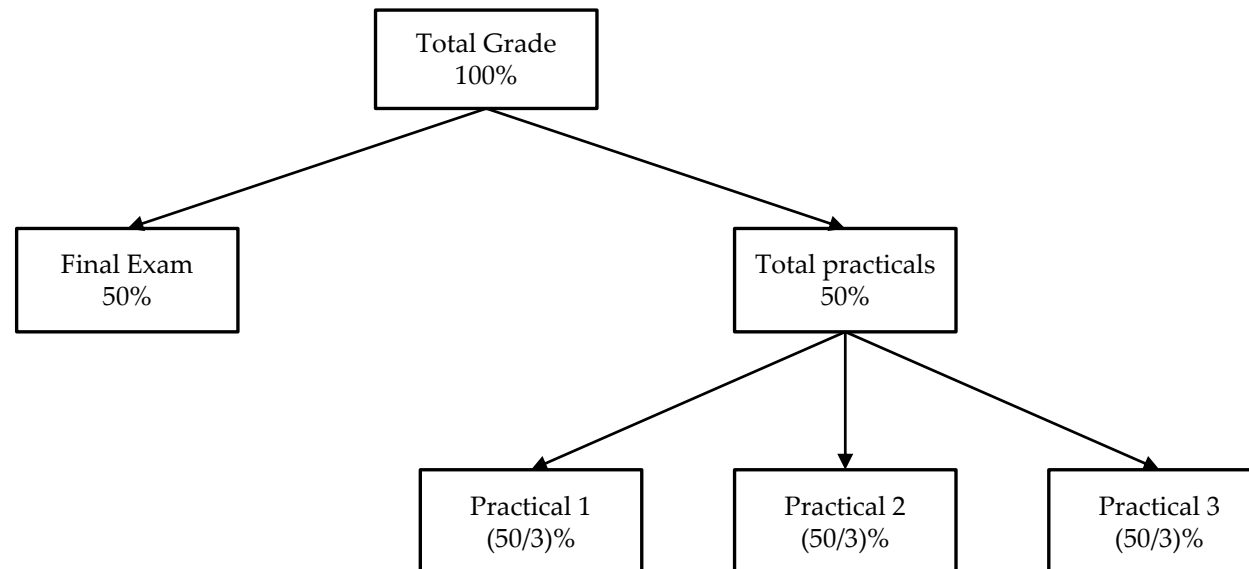 Total Grade
100%
Final Exam
50%
Total practicals
50%
Practical 1
(50/3)%
Practical 2
(50/3)%
Practical 3
(50/3)%